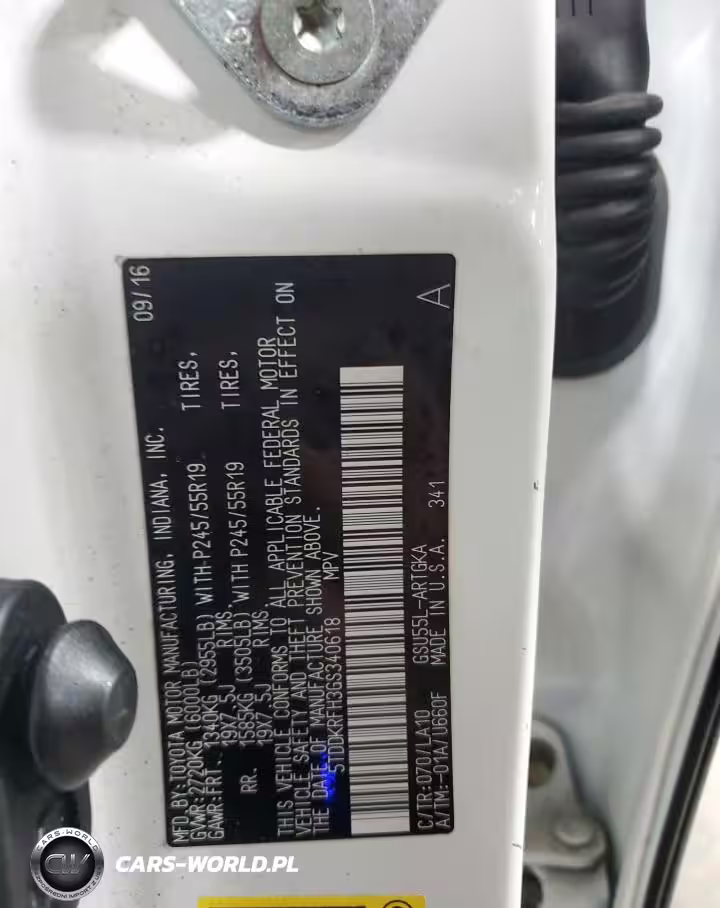 MFD.BY:TOYOTA MOTOR MANUFACTURING, INDIANA, INC. 09/16
GVWR:2720KG (6000LB)
GAWR:FRT. 1340KG (2955LB) WITH P245/55R19 TIRES,
19X7.5J RIMS,
RR. 1585KG (3505LB) WITH P245/55R19 TIRES,
19X7.5J RIMS.
THIS VEHICLE CONFORMS TO ALL APPLICABLE FEDERAL MOTOR
VEHICLE SAFETY AND THEFT PREVENTION STANDARDS IN EFFECT ON
THE DATE OF MANUFACTURE SHOWN ABOVE.
5TDDKRFH3GS340618 MPV
C/TR:070/LA10 GSU55L-ARTGKA A
A/TM:-01A/U660F MADE IN U.S.A. 341
CARS-WORLD
CW
CARS-WORLD.PL